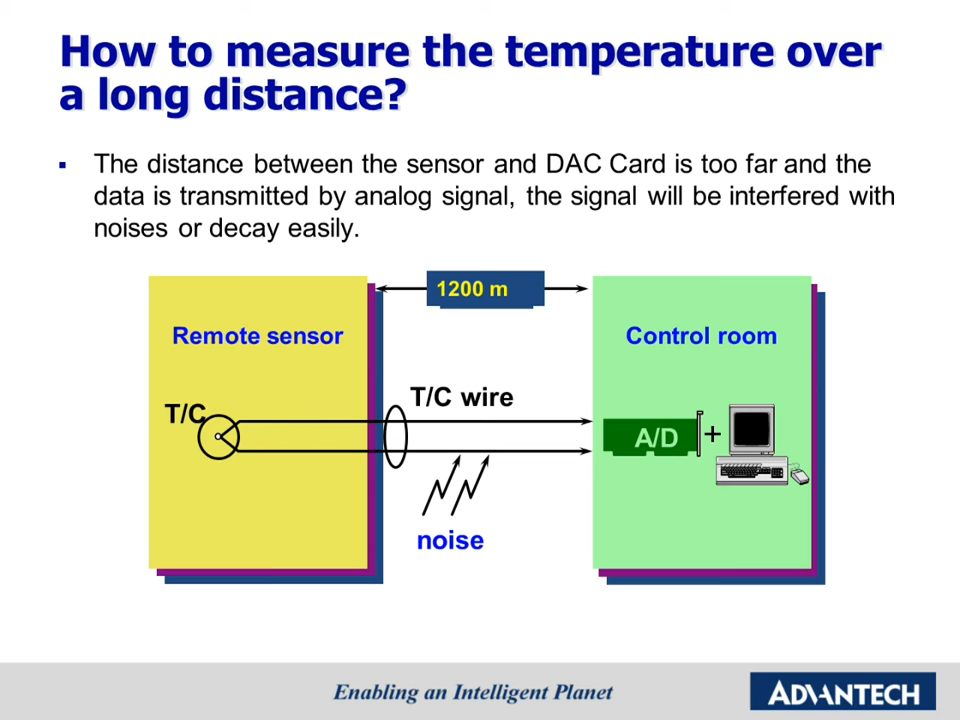 How to measure the temperature over
a long distance?
▪ The distance between the sensor and DAC Card is too far and the
data is transmitted by analog signal, the signal will be interfered with
noises or decay easily.
1200 m
Remote sensor
Control room
T/C wire
T/C
A/D
+
noise
Enabling an Intelligent Planet
ADVANTECH